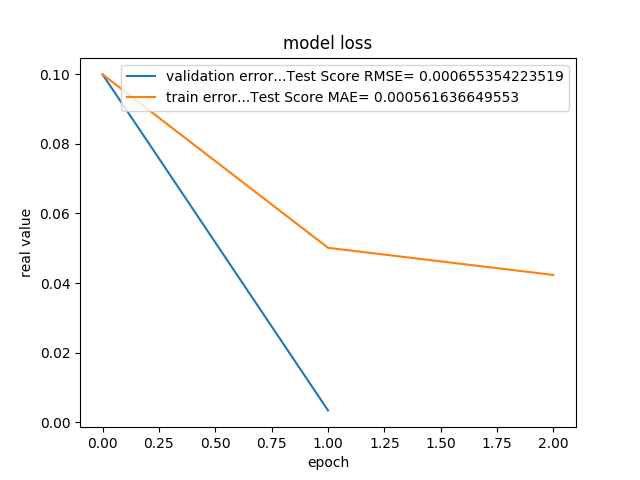 model loss
validation error...Test Score RMSE= 0.000655354223519
train error...Test Score MAE= 0.000561636649553
real value
0.10
0.08
0.06
0.04
0.02
0.00
0.00 0.25 0.50 0.75 1.00 1.25 1.50 1.75 2.00
epoch